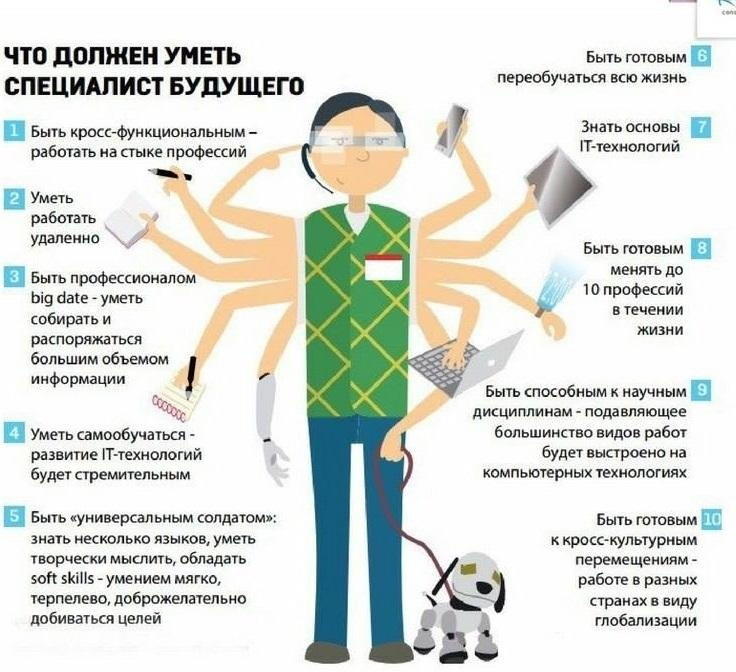 ЧТО ДОЛЖЕН УМЕТЬ
СПЕЦИАЛИСТ БУДУЩЕГО
1 Быть кросс-функциональным –
работать на стыке профессий
2 Уметь
работать
удаленно
3 Быть профессионалом
big date - уметь
собирать и
распоряжаться
большим объемом
информации
4 Уметь самообучаться -
развитие IT-технологий
будет стремительным
5 Быть «универсальным солдатом»:
знать несколько языков, уметь
творчески мыслить, обладать
soft skills - умением мягко,
терпелево, доброжелательно
добиваться целей
Быть готовым 6
переобучаться всю жизнь
Знать основы 7
IT-технологий
Быть готовым 8
менять до
10 профессий
в течении
жизни
Быть способным к научным 9
дисциплинам - подавляющее
большинство видов работ
будет выстроено на
компьютерных технологиях
Быть готовым 10
к кросс-культурным
перемещениям -
работе в разных
странах в виду
глобализации